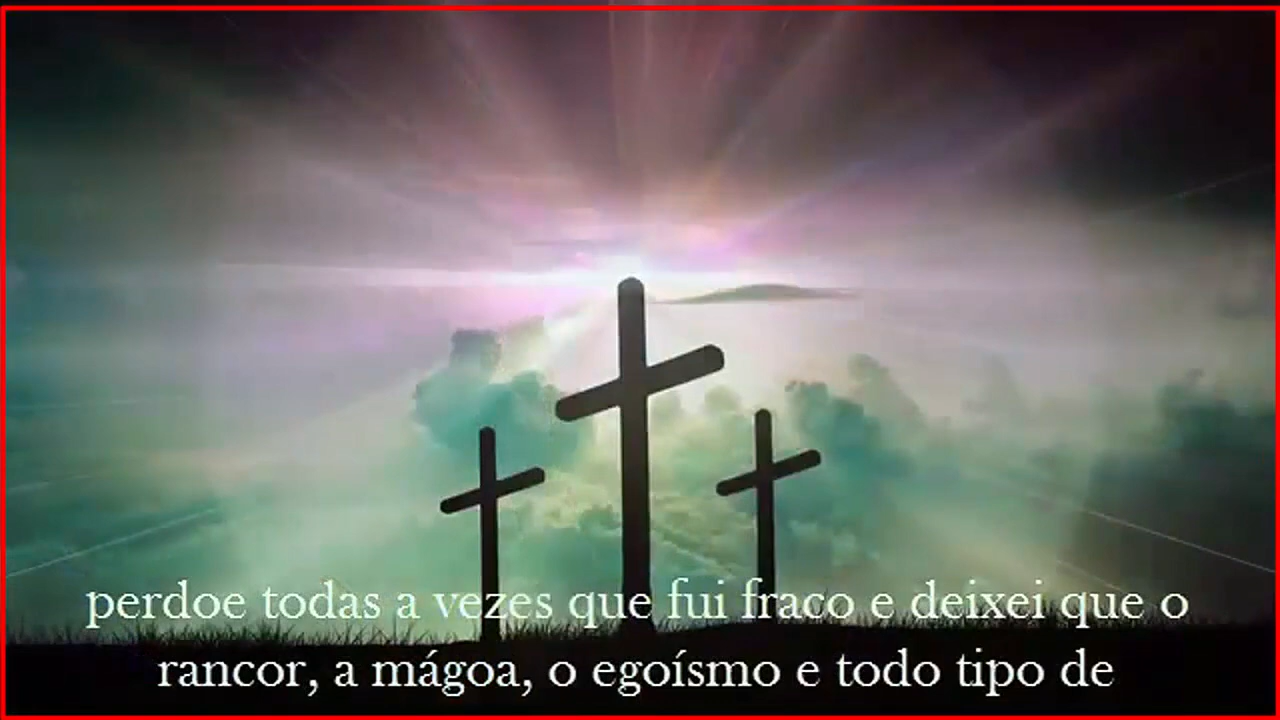 perdoe todas a vezes que fui fraco e deixei que o
rancor, a mágoa, o egoísmo e todo tipo de